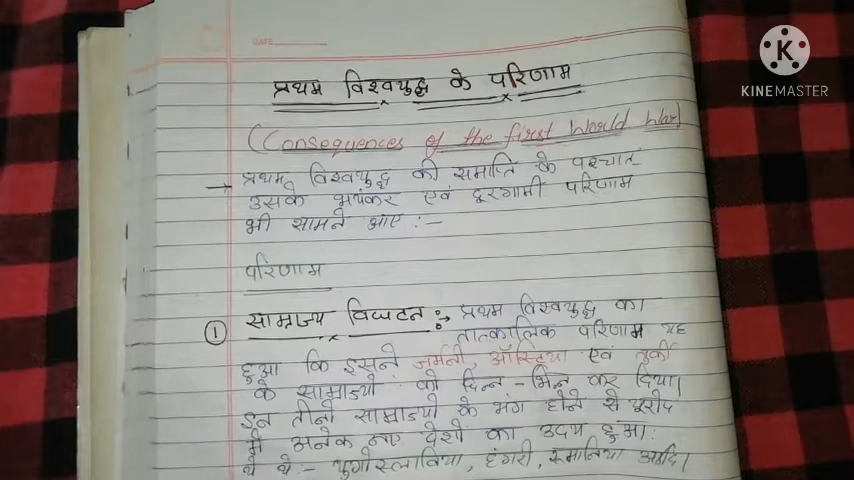 K
KINEMASTER
DATE
प्रथम विश्वयुद्ध के परिणाम
(Consequences of the first World War)
→ प्रथम विश्वयुद्ध की समाप्ति के पश्चात्
उसके भयंकर एवं दूरगामी परिणाम
भी सामने आए :-
परिणाम
① साम्राज्य विघटन :→ प्रथम विश्वयुद्ध का
तात्कालिक परिणाम यह
हुआ कि इसने जर्मनी, ऑस्ट्रिया एवं तुर्की
के साम्राज्यों को छिन्न-भिन्न कर दिया।
इन तीनों साम्राज्यों के भंग होने से यूरोप
में अनेक नए देशों का उदय हुआ।
ये थे:- युगोस्लाविया, हंगरी, रूमानिया आदि।